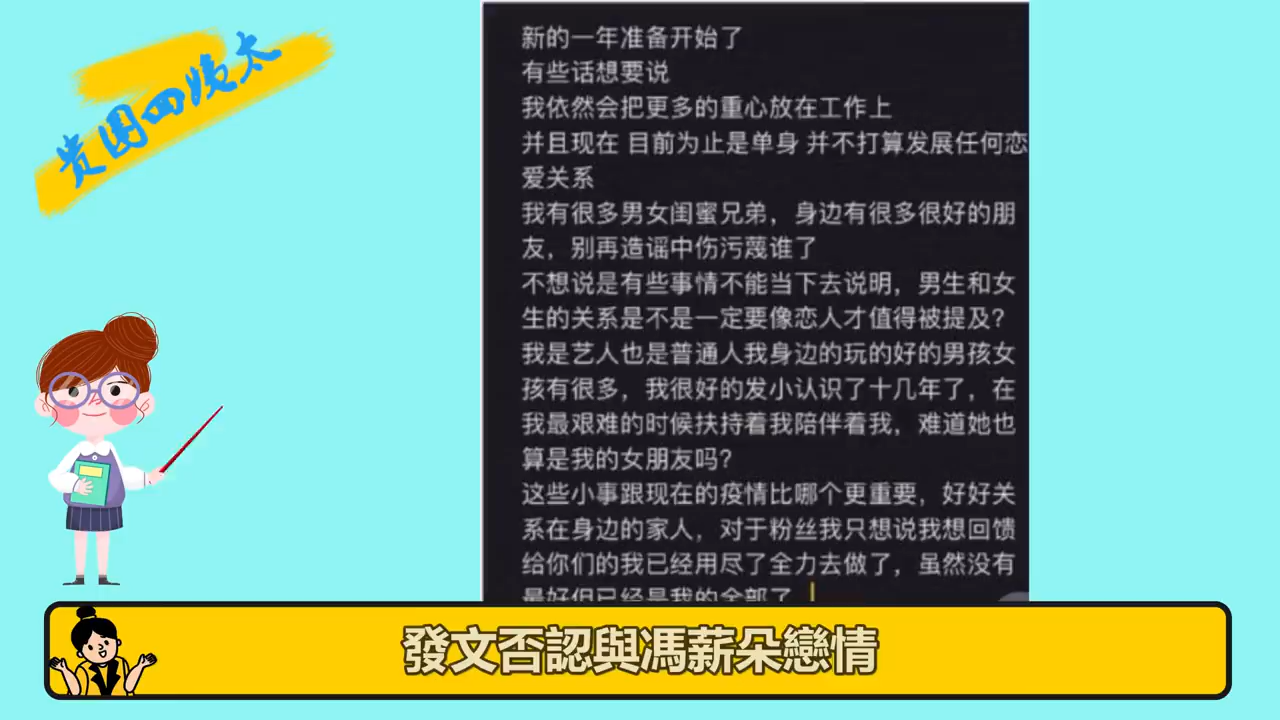 贵圈四姨太
新的一年准备开始了
有些话想要说
我依然会把更多的重心放在工作上
并且现在 目前为止是单身 并不打算发展任何恋
爱关系
我有很多男女闺蜜兄弟，身边有很多很好的朋
友，别再造谣中伤污蔑谁了
不想说是有些事情不能当下去说明，男生和女
生的关系是不是一定要像恋人才值得被提及？
我是艺人也是普通人我身边的玩的好的男孩女
孩有很多，我很好的发小认识了十几年了，在
我最艰难的时候扶持着我陪伴着我，难道她也
算是我的女朋友吗？
这些小事跟现在的疫情比哪个更重要，好好关
系在身边的家人，对于粉丝我只想说我想回馈
给你们的我已经用尽了全力去做了，虽然没有
最好但已经是我的全部了
發文否認與馮薪朵戀情